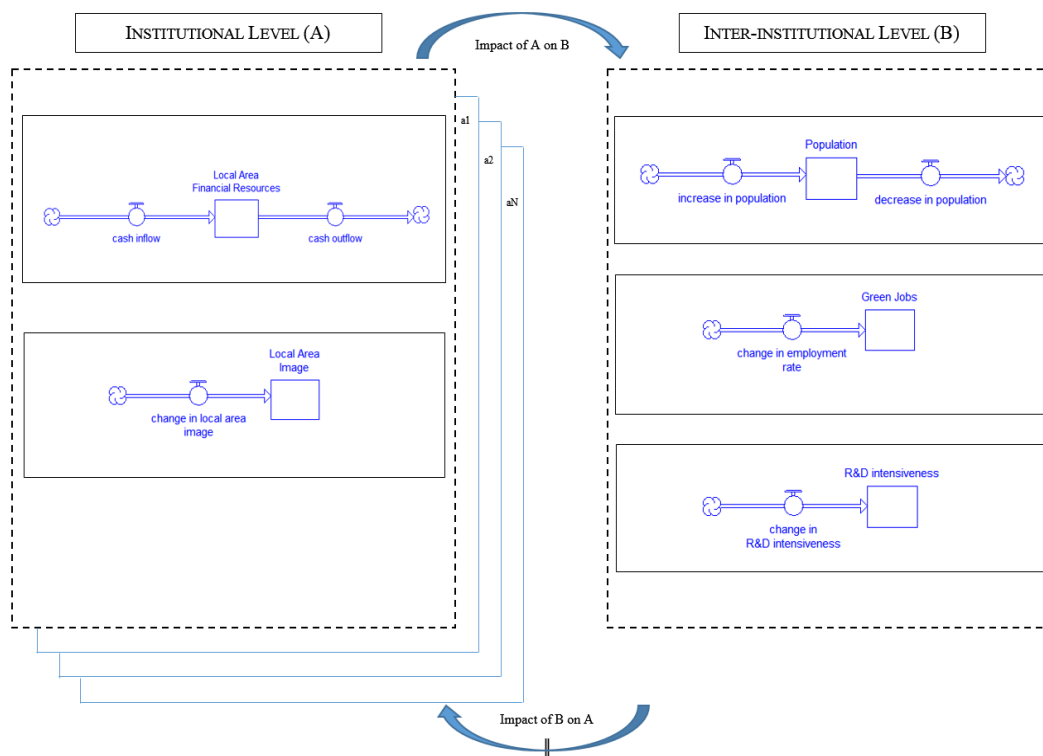 INSTITUTIONAL LEVEL (A)
Impact of A on B
INTER-INSTITUTIONAL LEVEL (B)
a1
a2
aN
Local Area
Financial Resources
cash inflow
cash outflow
Local Area
Image
change in local area
image
Population
increase in population
decrease in population
Green Jobs
change in employment
rate
R&D intensiveness
change in
R&D intensiveness
Impact of B on A